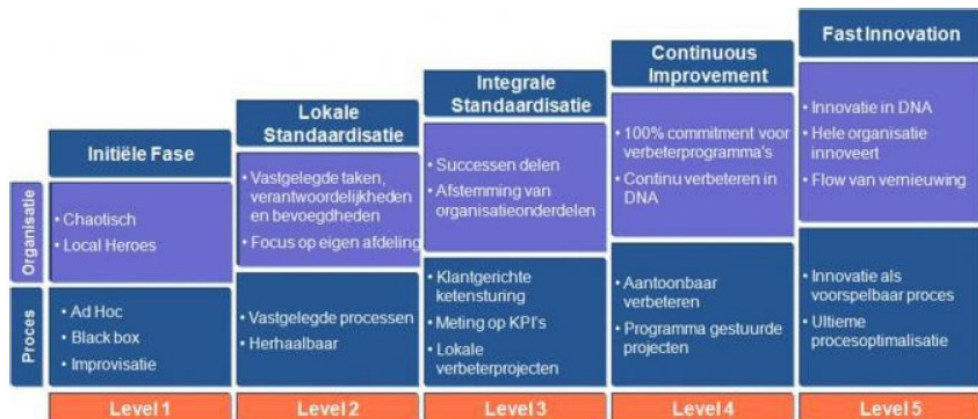 Initiële Fase
Organisatie
• Chaotisch
• Local Heroes
Proces
• Ad Hoc
• Black box
• Improvisatie
Level 1
Lokale
Standaardisatie
• Vastgelegde taken,
verantwoordelijkheden
en bevoegdheden
• Focus op eigen afdeling
• Vastgelegde processen
• Herhaalbaar
Level 2
Integrale
Standaardisatie
• Successen delen
• Afstemming van
organisatieonderdelen
• Klantgerichte
ketensturing
• Meting op KPI's
• Lokale
verbeterprojecten
Level 3
Continuous
Improvement
• 100% commitment voor
verbeterprogramma's
• Continu verbeteren in
DNA
• Aantoonbaar
verbeteren
• Programma gestuurde
projecten
Level 4
Fast Innovation
• Innovatie in DNA
• Hele organisatie
innoveert
• Flow van vernieuwing
• Innovatie als
voorspelbaar proces
• Ultieme
procesoptimalisatie
Level 5